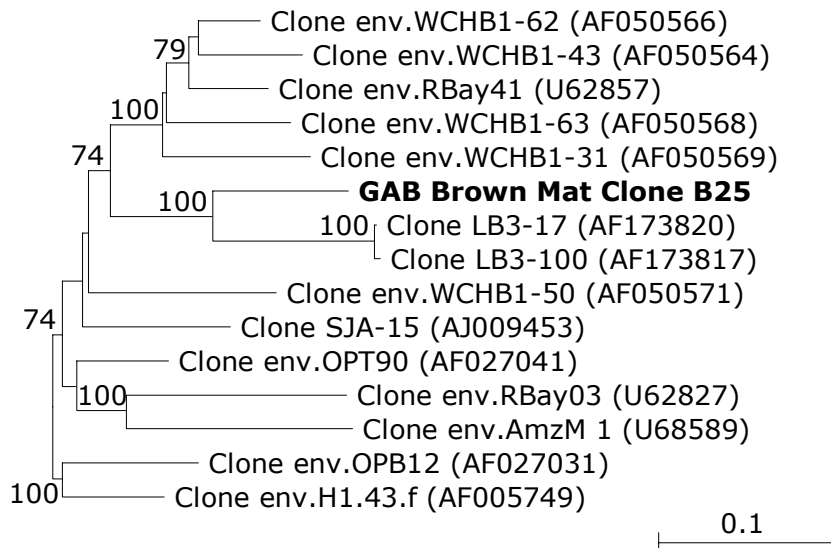 Clone env.WCHB1-62 (AF050566)
79
Clone env.WCHB1-43 (AF050564)
Clone env.RBay41 (U62857)
100
Clone env.WCHB1-63 (AF050568)
74
Clone env.WCHB1-31 (AF050569)
GAB Brown Mat Clone B25
100
100
Clone LB3-17 (AF173820)
Clone LB3-100 (AF173817)
Clone env.WCHB1-50 (AF050571)
74
Clone SJA-15 (AJ009453)
Clone env.OPT90 (AF027041)
100
Clone env.RBay03 (U62827)
Clone env.AmzM 1 (U68589)
Clone env.OPB12 (AF027031)
100
Clone env.H1.43.f (AF005749)
0.1